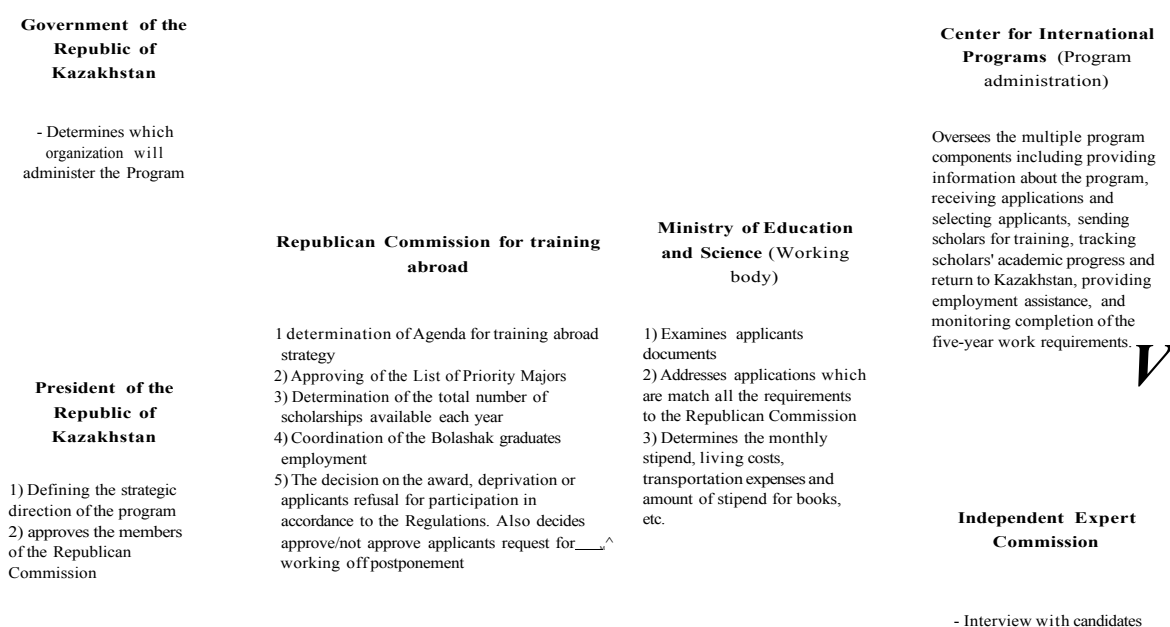 Government of the
Republic of
Kazakhstan
- Determines which
organization will
administer the Program
President of the
Republic of
Kazakhstan
1) Defining the strategic
direction of the program
2) approves the members
of the Republican
Commission
Republican Commission for training
abroad
1 determination of Agenda for training abroad
strategy
2) Approving of the List of Priority Majors
3) Determination of the total number of
scholarships available each year
4) Coordination of the Bolashak graduates
employment
5) The decision on the award, deprivation or
applicants refusal for participation in
accordance to the Regulations. Also decides
approve/not approve applicants request for
working off postponement
Ministry of Education
and Science (Working
body)
1) Examines applicants
documents
2) Addresses applications which
are match all the requirements
to the Republican Commission
3) Determines the monthly
stipend, living costs,
transportation expenses and
amount of stipend for books,
etc.
Center for International
Programs (Program
administration)
Oversees the multiple program
components including providing
information about the program,
receiving applications and
selecting applicants, sending
scholars for training, tracking
scholars' academic progress and
return to Kazakhstan, providing
employment assistance, and
monitoring completion of the
five-year work requirements.
V
Independent Expert
Commission
- Interview with candidates